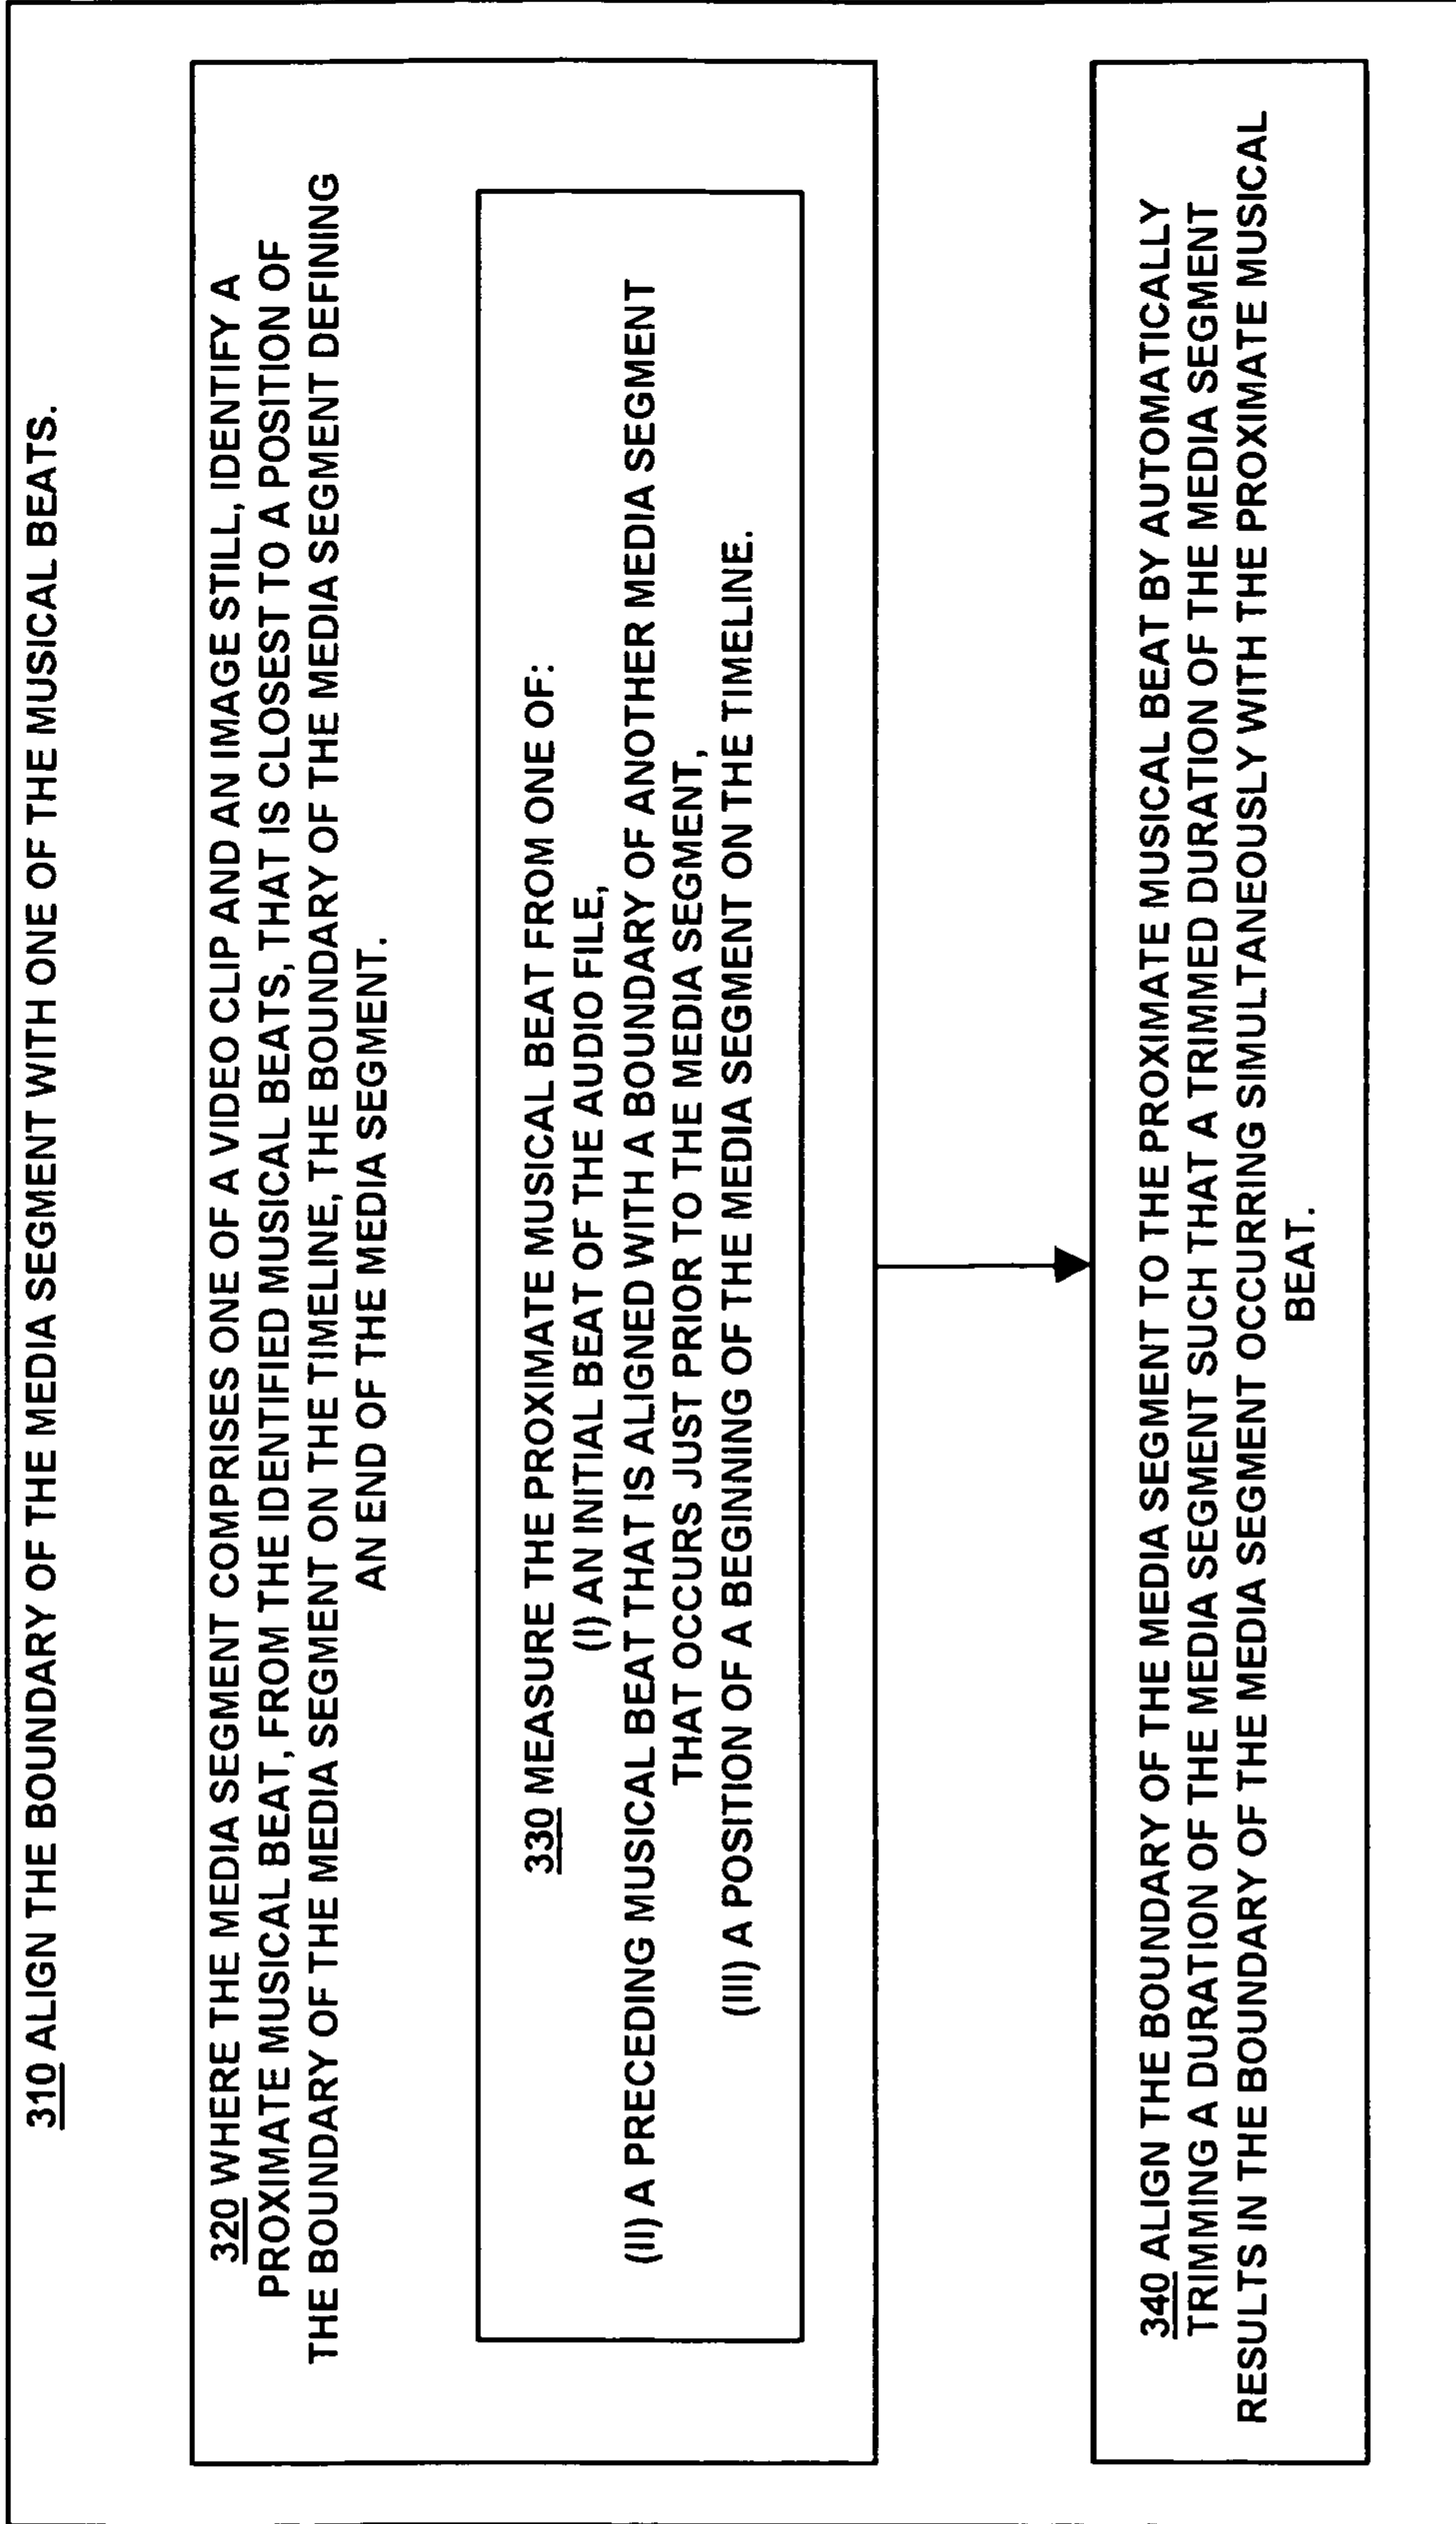 310 ALIGN THE BOUNDARY OF THE MEDIA SEGMENT WITH ONE OF THE MUSICAL BEATS.
320 WHERE THE MEDIA SEGMENT COMPRISES ONE OF A VIDEO CLIP AND AN IMAGE STILL, IDENTIFY A
PROXIMATE MUSICAL BEAT, FROM THE IDENTIFIED MUSICAL BEATS, THAT IS CLOSEST TO A POSITION OF
THE BOUNDARY OF THE MEDIA SEGMENT ON THE TIMELINE, THE BOUNDARY OF THE MEDIA SEGMENT DEFINING
AN END OF THE MEDIA SEGMENT.
330 MEASURE THE PROXIMATE MUSICAL BEAT FROM ONE OF:
(I) AN INITIAL BEAT OF THE AUDIO FILE,
(II) A PRECEDING MUSICAL BEAT THAT IS ALIGNED WITH A BOUNDARY OF ANOTHER MEDIA SEGMENT
THAT OCCURS JUST PRIOR TO THE MEDIA SEGMENT,
(III) A POSITION OF A BEGINNING OF THE MEDIA SEGMENT ON THE TIMELINE.
340 ALIGN THE BOUNDARY OF THE MEDIA SEGMENT TO THE PROXIMATE MUSICAL BEAT BY AUTOMATICALLY
TRIMMING A DURATION OF THE MEDIA SEGMENT SUCH THAT A TRIMMED DURATION OF THE MEDIA SEGMENT
RESULTS IN THE BOUNDARY OF THE MEDIA SEGMENT OCCURRING SIMULTANEOUSLY WITH THE PROXIMATE MUSICAL
BEAT.